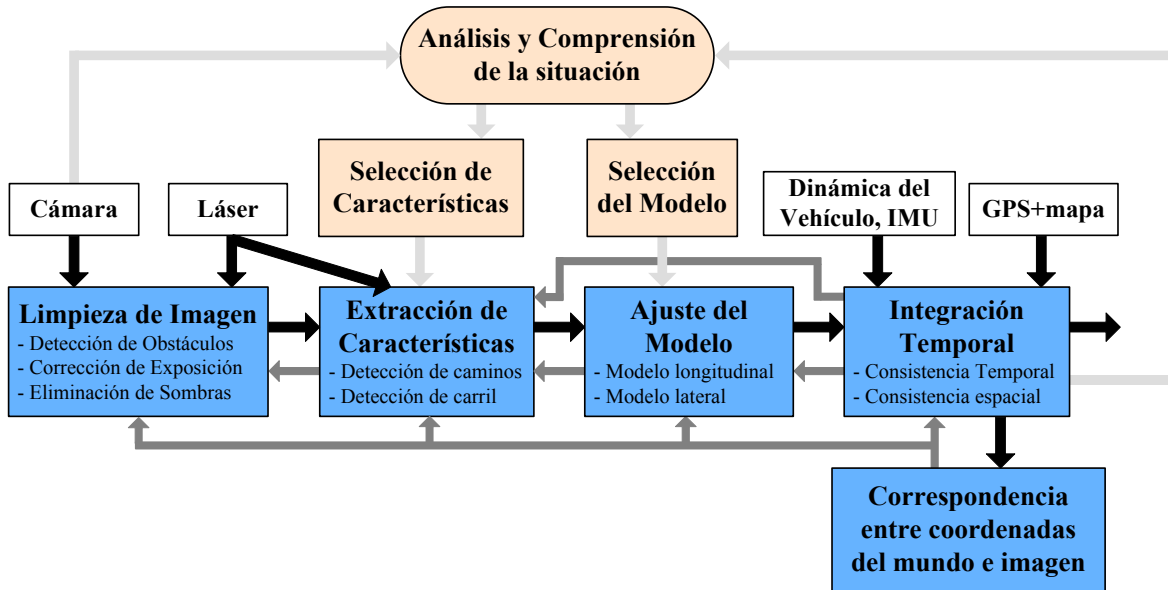 Análisis y Comprensión
de la situación
Selección de
Características
Selección
del Modelo
Cámara
Láser
Dinámica del
Vehículo, IMU
GPS+mapa
Limpieza de Imagen
- Detección de Obstáculos
- Corrección de Exposición
- Eliminación de Sombras
Extracción de
Características
- Detección de caminos
- Detección de carril
Ajuste del
Modelo
- Modelo longitudinal
- Modelo lateral
Integración
Temporal
- Consistencia Temporal
- Consistencia espacial
Correspondencia
entre coordenadas
del mundo e imagen